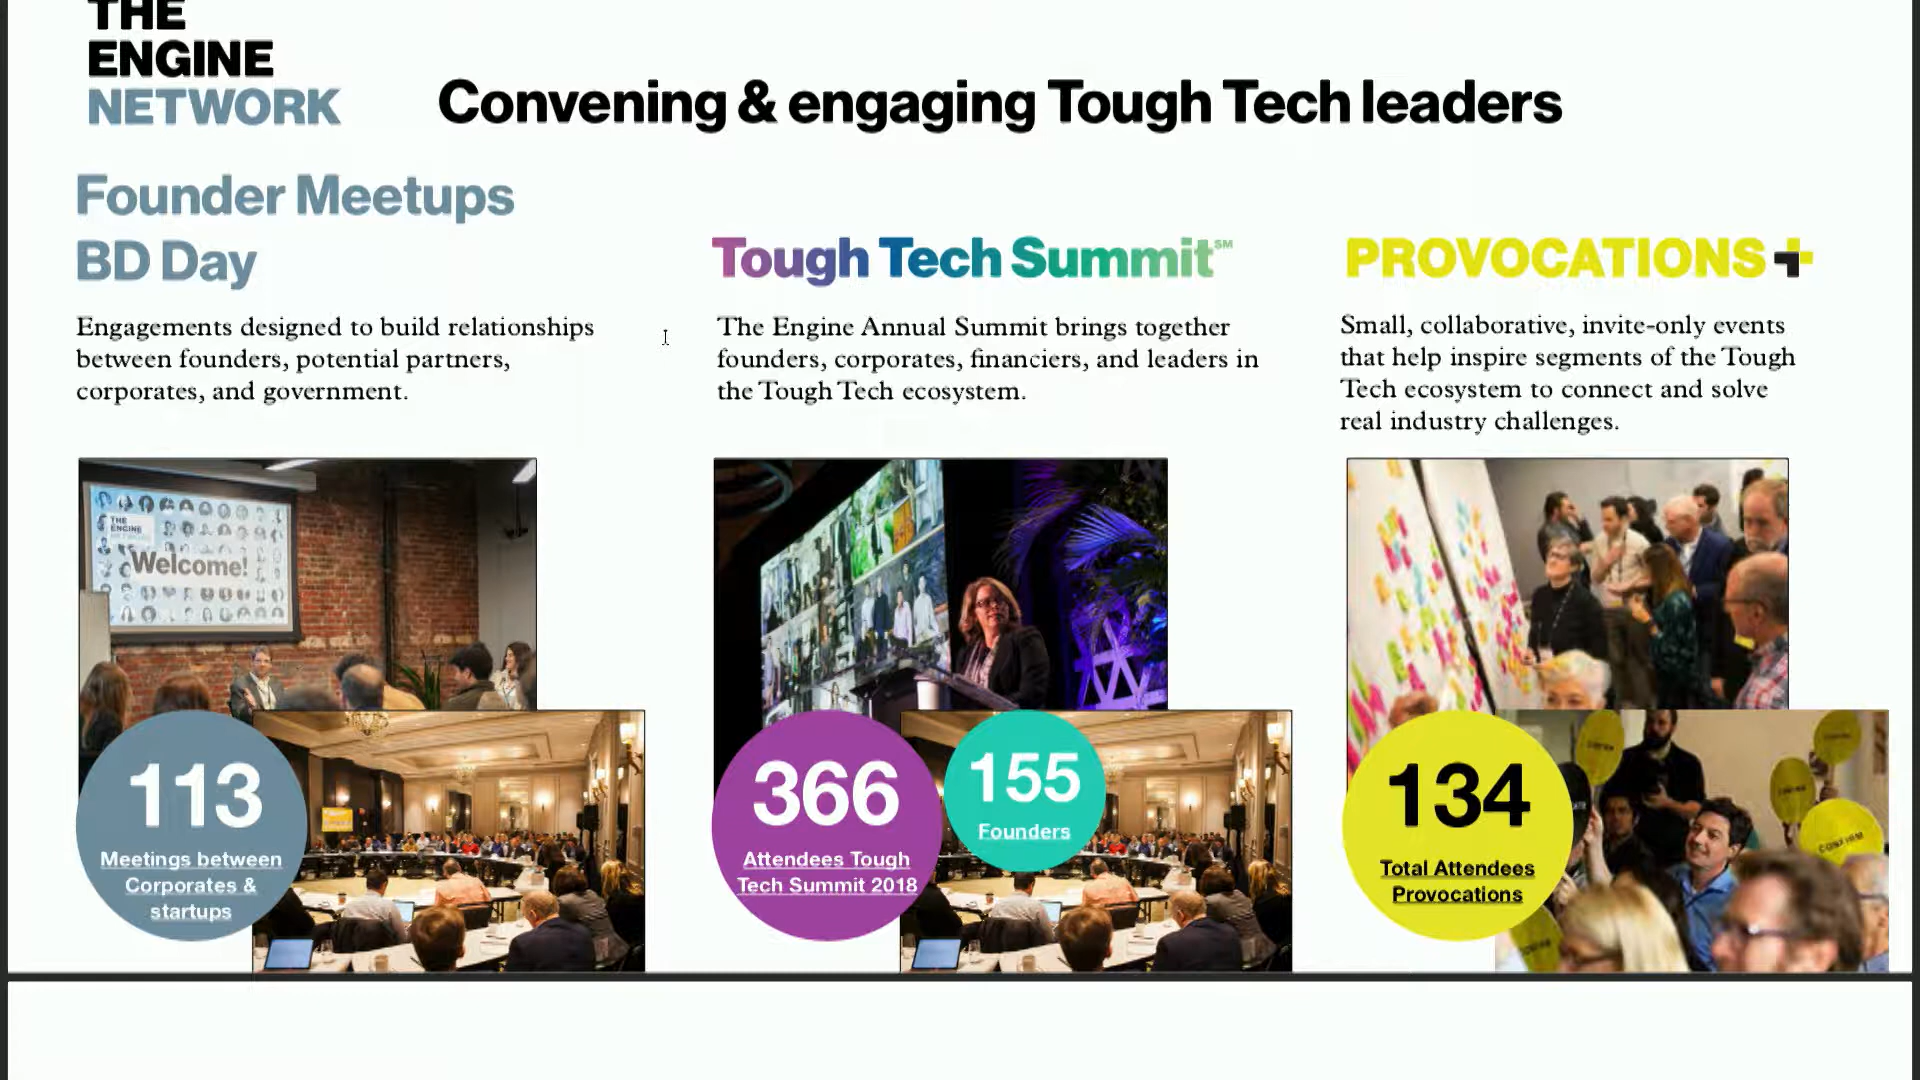 THE
ENGINE
NETWORK
Convening & engaging Tough Tech leaders
Founder Meetups
BD Day
Engagements designed to build relationships
between founders, potential partners,
corporates, and government.
Tough Tech Summit℠
The Engine Annual Summit brings together
founders, corporates, financiers, and leaders in
the Tough Tech ecosystem.
PROVOCATIONS+
Small, collaborative, invite-only events
that help inspire segments of the Tough
Tech ecosystem to connect and solve
real industry challenges.
THE
ENGINE
Welcome!
113
Meetings between
Corporates &
startups
366
Attendees Tough
Tech Summit 2018
155
Founders
134
Total Attendees
Provocations
CONFIRM